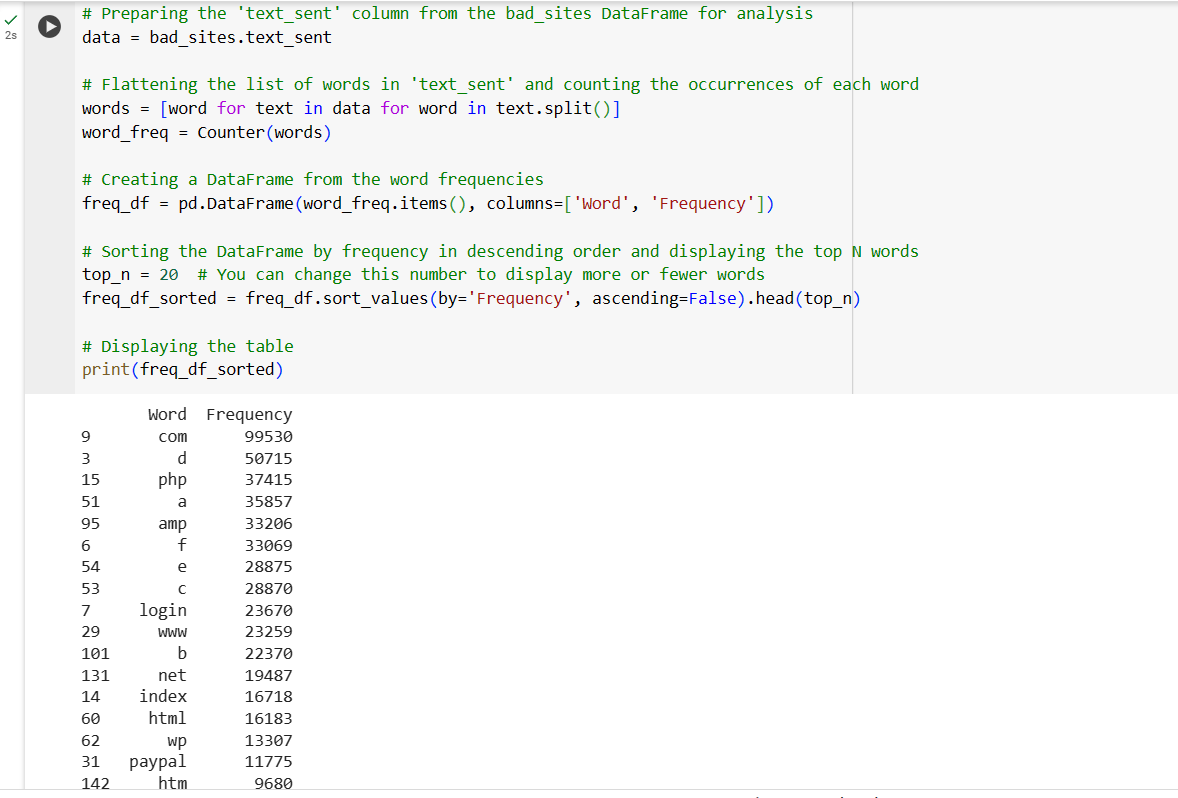 # Preparing the 'text_sent' column from the bad_sites DataFrame for analysis
2s
data = bad_sites.text_sent
# Flattening the list of words in 'text_sent' and counting the occurrences of each word
words = [word for text in data for word in text.split()]
word_freq = Counter(words)
# Creating a DataFrame from the word frequencies
freq_df = pd.DataFrame(word_freq.items(), columns=['Word', 'Frequency'])
# Sorting the DataFrame by frequency in descending order and displaying the top N words
top_n = 20  # You can change this number to display more or fewer words
freq_df_sorted = freq_df.sort_values(by='Frequency', ascending=False).head(top_n)
# Displaying the table
print(freq_df_sorted)
Word Frequency
9 com 99530
3 d 50715
15 php 37415
51 a 35857
95 amp 33206
6 f 33069
54 e 28875
53 c 28870
7 login 23670
29 www 23259
101 b 22370
131 net 19487
14 index 16718
60 html 16183
62 wp 13307
31 paypal 11775
142 htm 9680